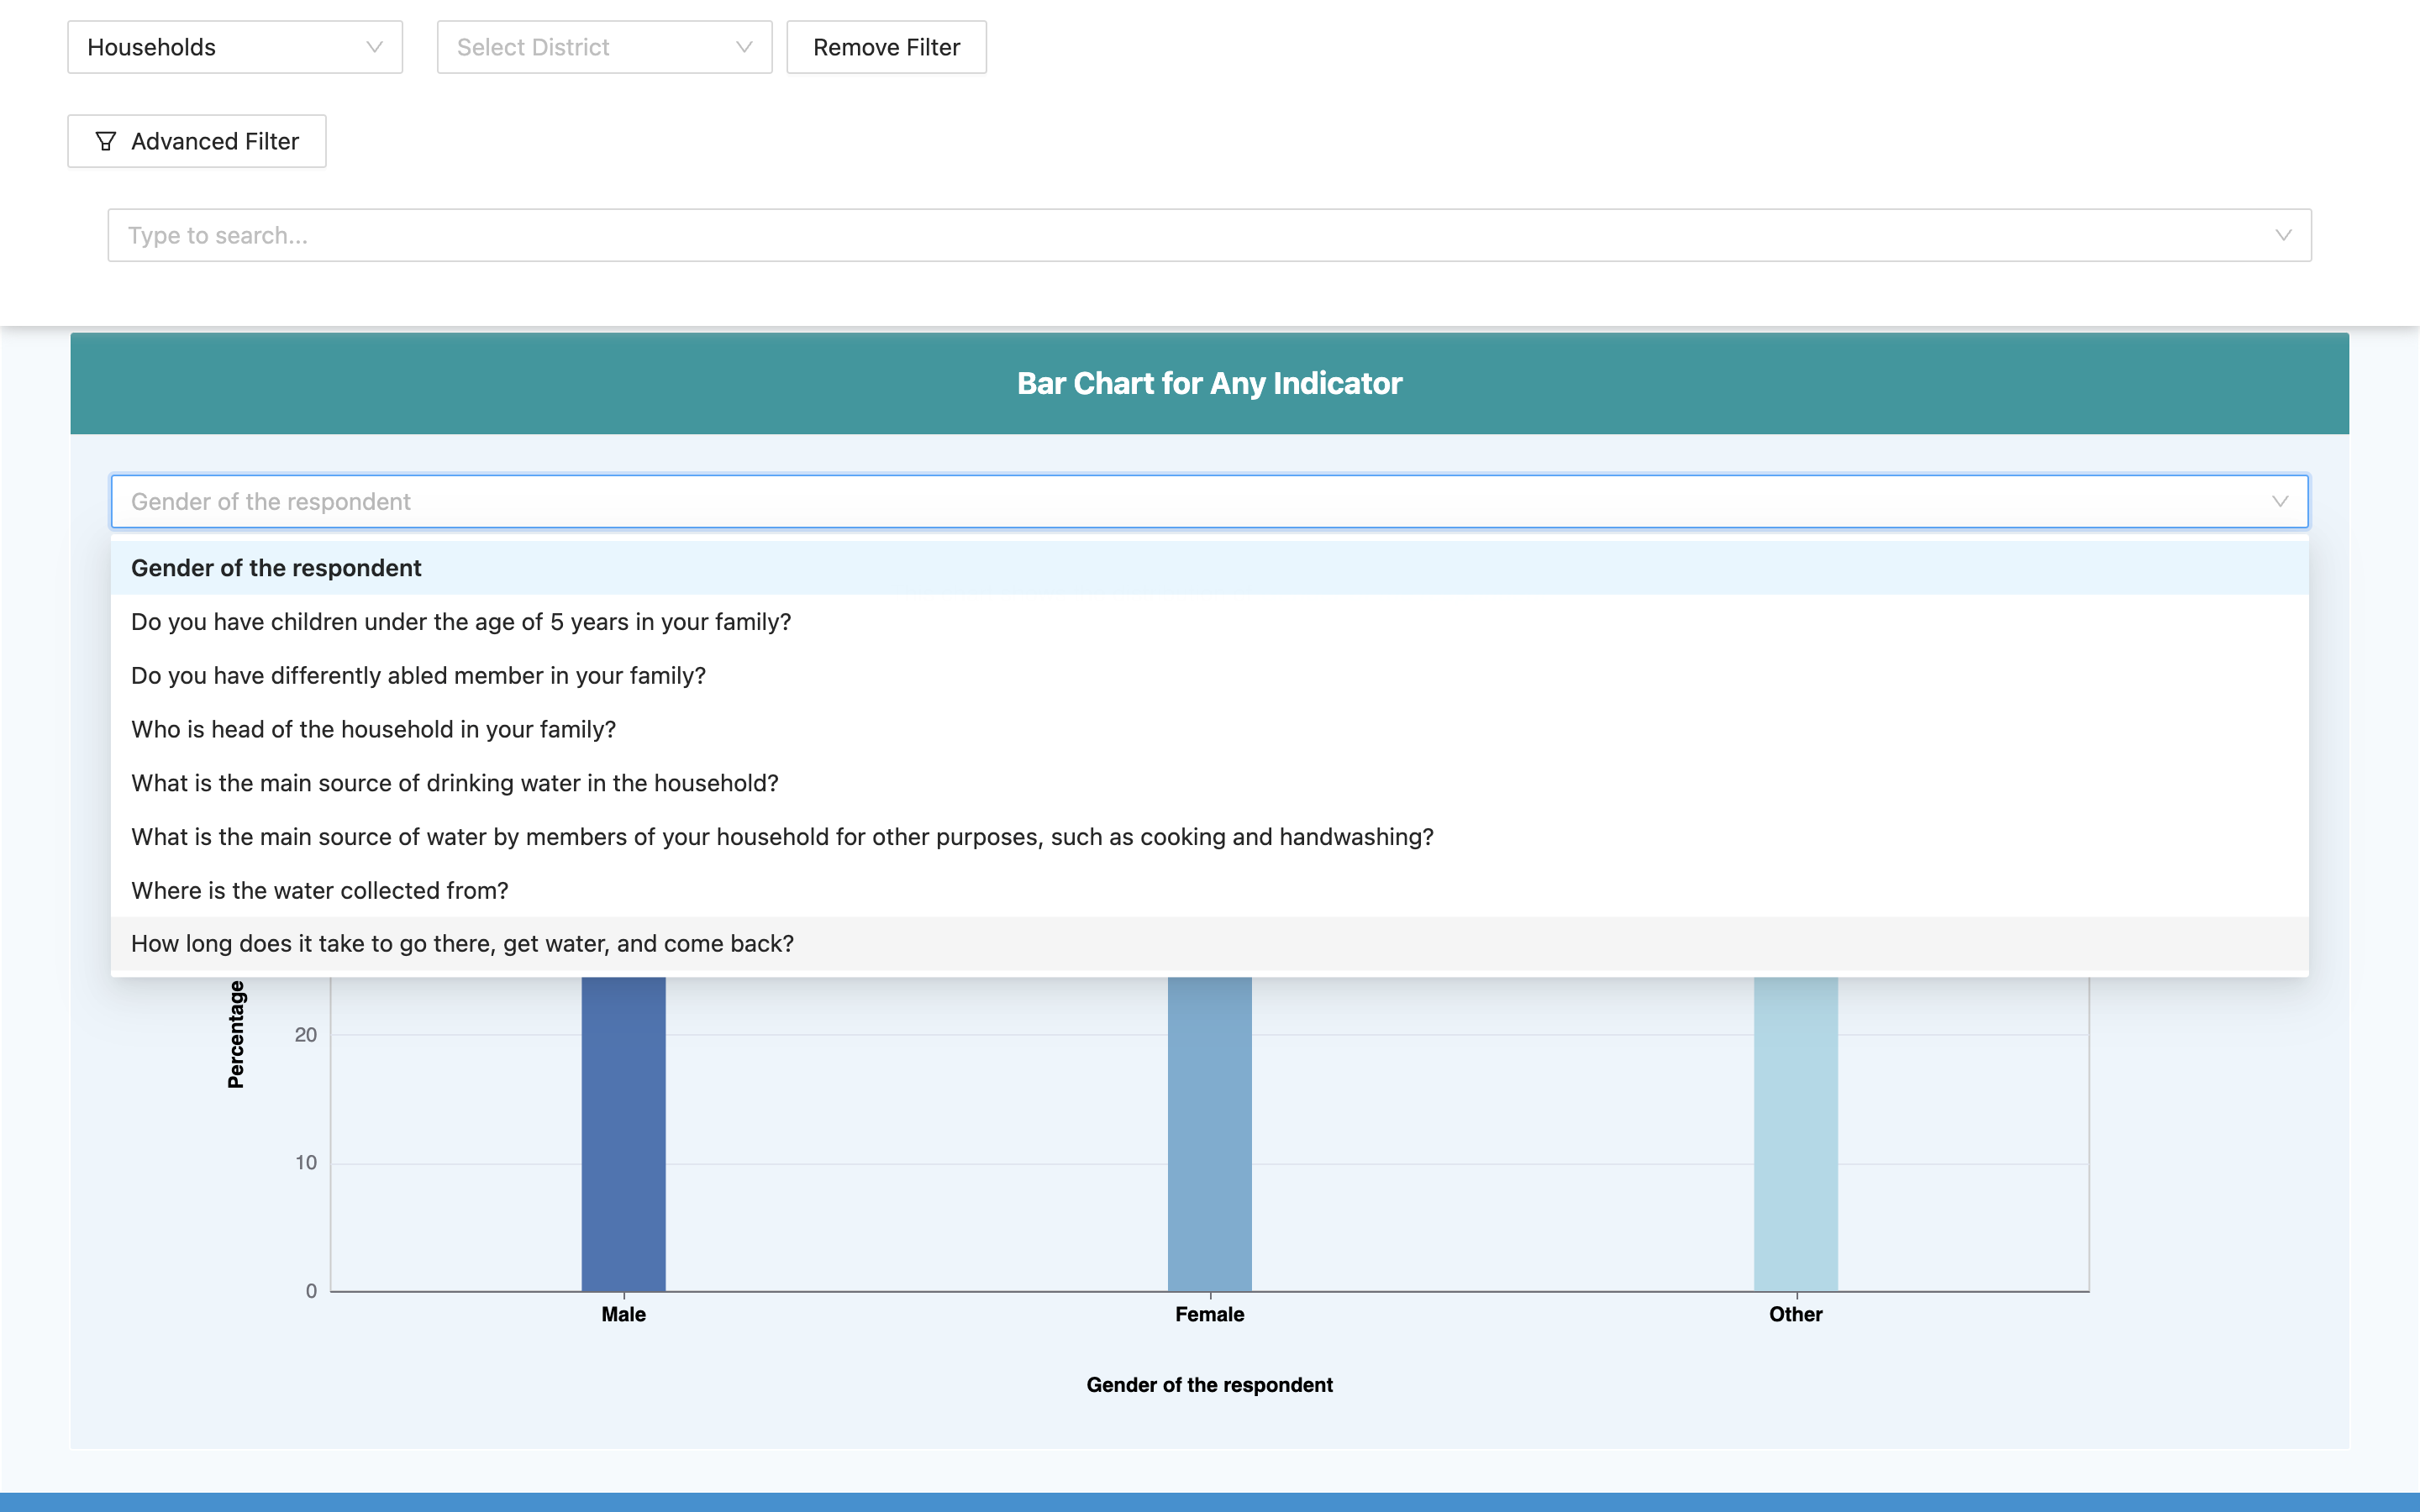 Households
Select District
Remove Filter
Advanced Filter
Type to search...
Bar Chart for Any Indicator
Gender of the respondent
Gender of the respondent
Do you have children under the age of 5 years in your family?
Do you have differently abled member in your family?
Who is head of the household in your family?
What is the main source of drinking water in the household?
What is the main source of water by members of your household for other purposes, such as cooking and handwashing?
Where is the water collected from?
How long does it take to go there, get water, and come back?
Percentage
20
10
0
Male
Female
Other
Gender of the respondent